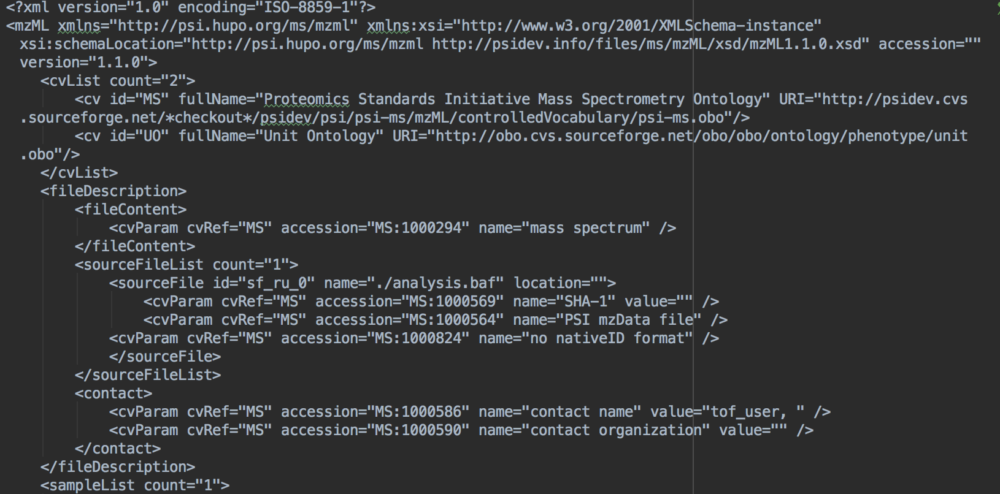 <?xml version="1.0" encoding="ISO-8859-1"?>
<mzML xmlns="http://psi.hupo.org/ms/mzml" xmlns:xsi="http://www.w3.org/2001/XMLSchema-instance"
xsi:schemaLocation="http://psi.hupo.org/ms/mzml http://psidev.info/files/ms/mzML/xsd/mzML1.1.0.xsd" accession=""
version="1.1.0">
<cvList count="2">
<cv id="MS" fullName="Proteomics Standards Initiative Mass Spectrometry Ontology" URI="http://psidev.cvs
.sourceforge.net/*checkout*/psidev/psi/psi-ms/mzML/controlledVocabulary/psi-ms.obo"/>
<cv id="UO" fullName="Unit Ontology" URI="http://obo.cvs.sourceforge.net/obo/obo/ontology/phenotype/unit
.obo"/>
</cvList>
<fileDescription>
<fileContent>
<cvParam cvRef="MS" accession="MS:1000294" name="mass spectrum" />
</fileContent>
<sourceFileList count="1">
<sourceFile id="sf_ru_0" name="./analysis.baf" location="">
<cvParam cvRef="MS" accession="MS:1000569" name="SHA-1" value="" />
<cvParam cvRef="MS" accession="MS:1000564" name="PSI mzData file" />
<cvParam cvRef="MS" accession="MS:1000824" name="no nativeID format" />
</sourceFile>
</sourceFileList>
<contact>
<cvParam cvRef="MS" accession="MS:1000586" name="contact name" value="tof_user, " />
<cvParam cvRef="MS" accession="MS:1000590" name="contact organization" value="" />
</contact>
</fileDescription>
<sampleList count="1">